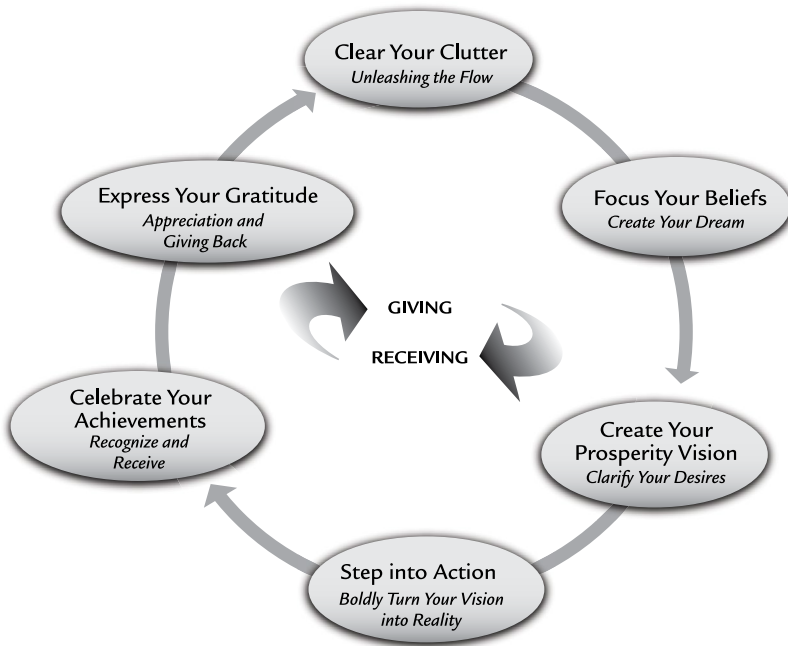 Clear Your Clutter
Unleashing the Flow
Focus Your Beliefs
Create Your Dream
Create Your
Prosperity Vision
Clarify Your Desires
Step into Action
Boldly Turn Your Vision
into Reality
Celebrate Your
Achievements
Recognize and
Receive
Express Your Gratitude
Appreciation and
Giving Back
GIVING
RECEIVING